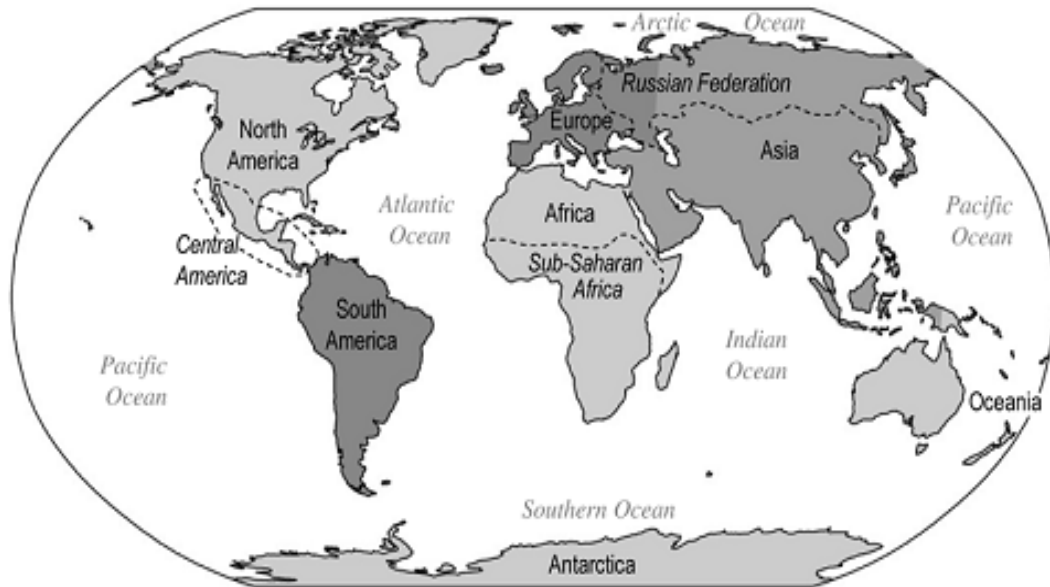 Arctic Ocean
Russian Federation
North
America
Europe
Asia
Atlantic
Ocean
Africa
Pacific
Ocean
Central
America
Sub-Saharan
Africa
South
America
Indian
Ocean
Pacific
Ocean
Oceania
Southern Ocean
Antarctica